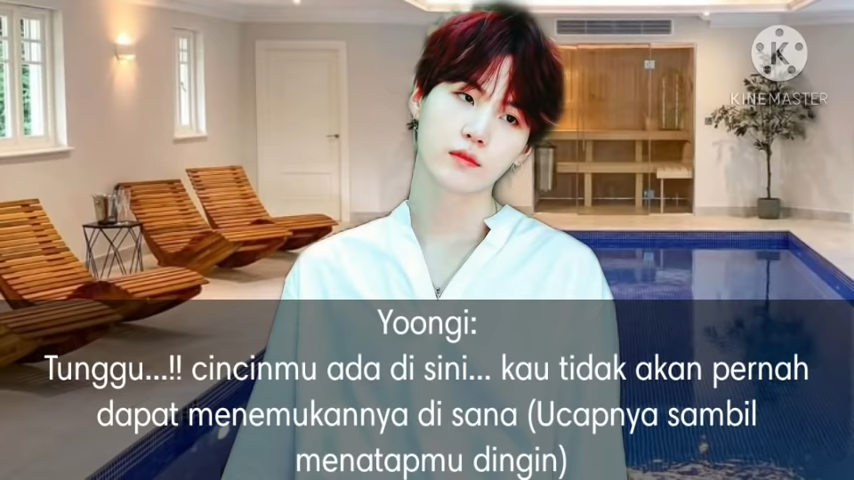 KINEMASTER
Yoongi:
Tunggu...!! cincinmu ada di sini... kau tidak akan pernah
dapat menemukannya di sana (Ucapnya sambil
menatapmu dingin)